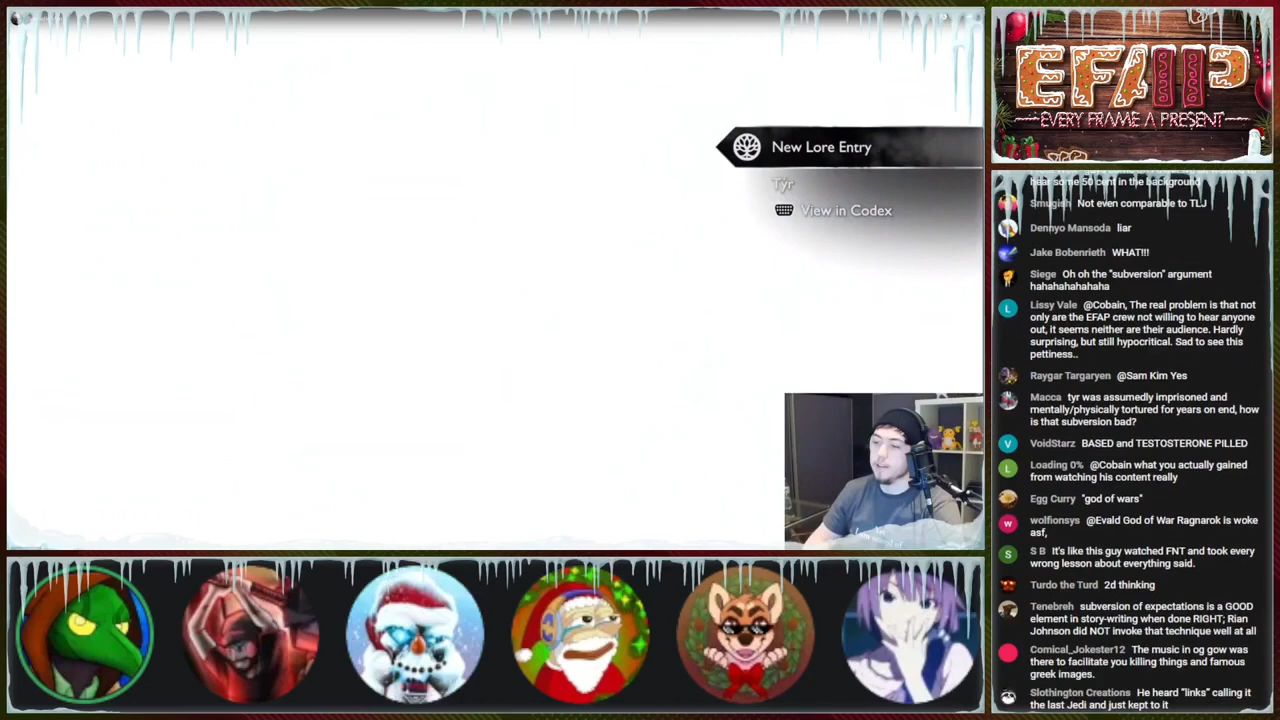 New Lore Entry
Týr
View in Codex
EFAP
EVERY FRAME A PRESENT
hear some 50 cent in the background
Smugish Not even comparable to TLJ
Dennyo Mansoda liar
Jake Bobenrieth WHAT!!!
Siege Oh oh the "subversion" argument
hahahahahahaha
L
Lissy Vale @Cobain, The real problem is that not
only are the EFAP crew not willing to hear anyone
out, it seems neither are their audience. Hardly
surprising, but still hypocritical. Sad to see this
pettiness..
Raygar Targaryen @Sam Kim Yes
Macca tyr was assumedly imprisoned and
mentally/physically tortured for years on end, how
is that subversion bad?
V
VoidStarz BASED and TESTOSTERONE PILLED
L
Loading 0% @Cobain what you actually gained
from watching his content really
Egg Curry "god of wars"
w
wolfionsys @Evald God of War Ragnarok is woke
asf,
S
S B It's like this guy watched FNT and took every
wrong lesson about everything said.
Turdo the Turd 2d thinking
Tenebreh subversion of expectations is a GOOD
element in story-writing when done RIGHT; Rian
Johnson did NOT invoke that technique well at all
Comical_Jokester12 The music in og gow was
there to facilitate you killing things and famous
greek images.
Slothington Creations He heard "links" calling it
the last Jedi and just kept to it